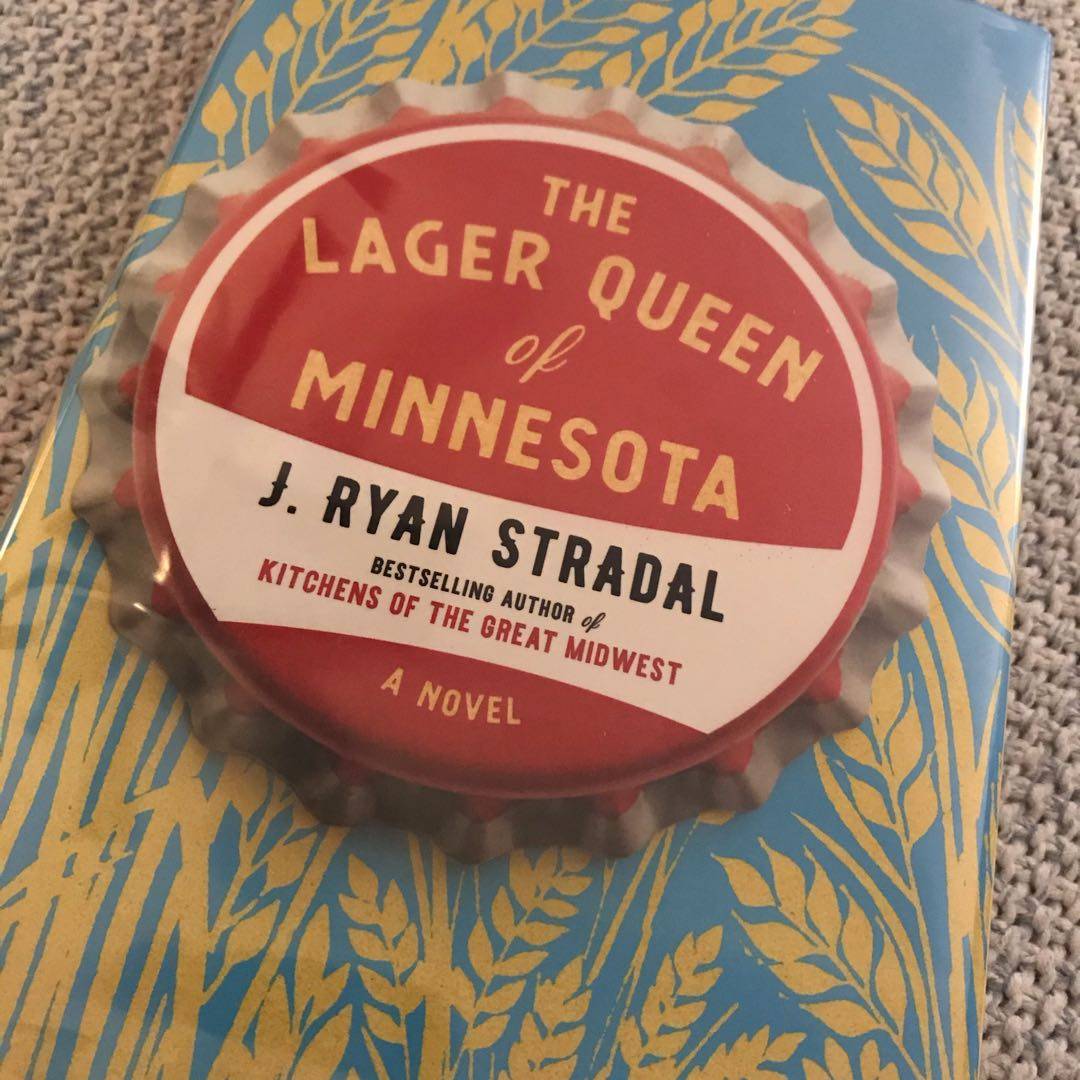 THE
LAGER QUEEN
of
MINNESOTA
J. RYAN STRADAL
BESTSELLING AUTHOR of
KITCHENS OF THE GREAT MIDWEST
A NOVEL